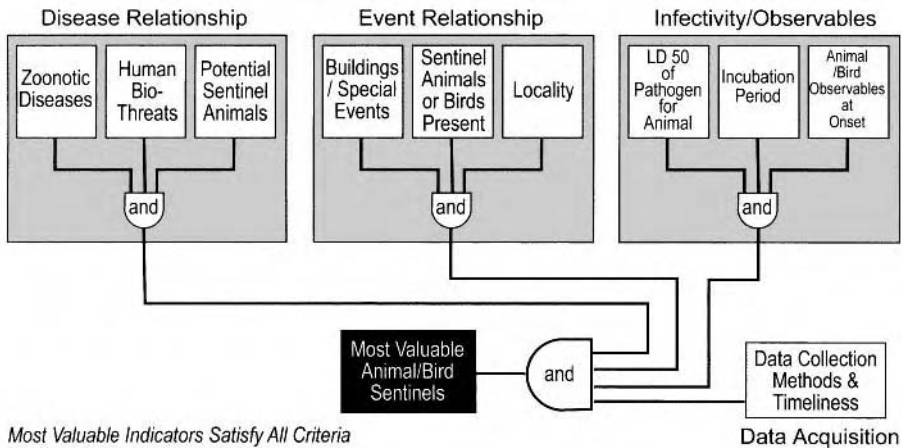 Disease Relationship
Zoonotic
Diseases
Human
Bio-
Threats
Potential
Sentinel
Animals
and
Event Relationship
Buildings
/ Special
Events
Sentinel
Animals
or Birds
Present
Locality
and
Infectivity/Observables
LD 50
of
Pathogen
for
Animal
Incubation
Period
Animal
/Bird
Observables
at
Onset
and
Most Valuable
Animal/Bird
Sentinels
and
Data Collection
Methods &
Timeliness
Most Valuable Indicators Satisfy All Criteria
Data Acquisition